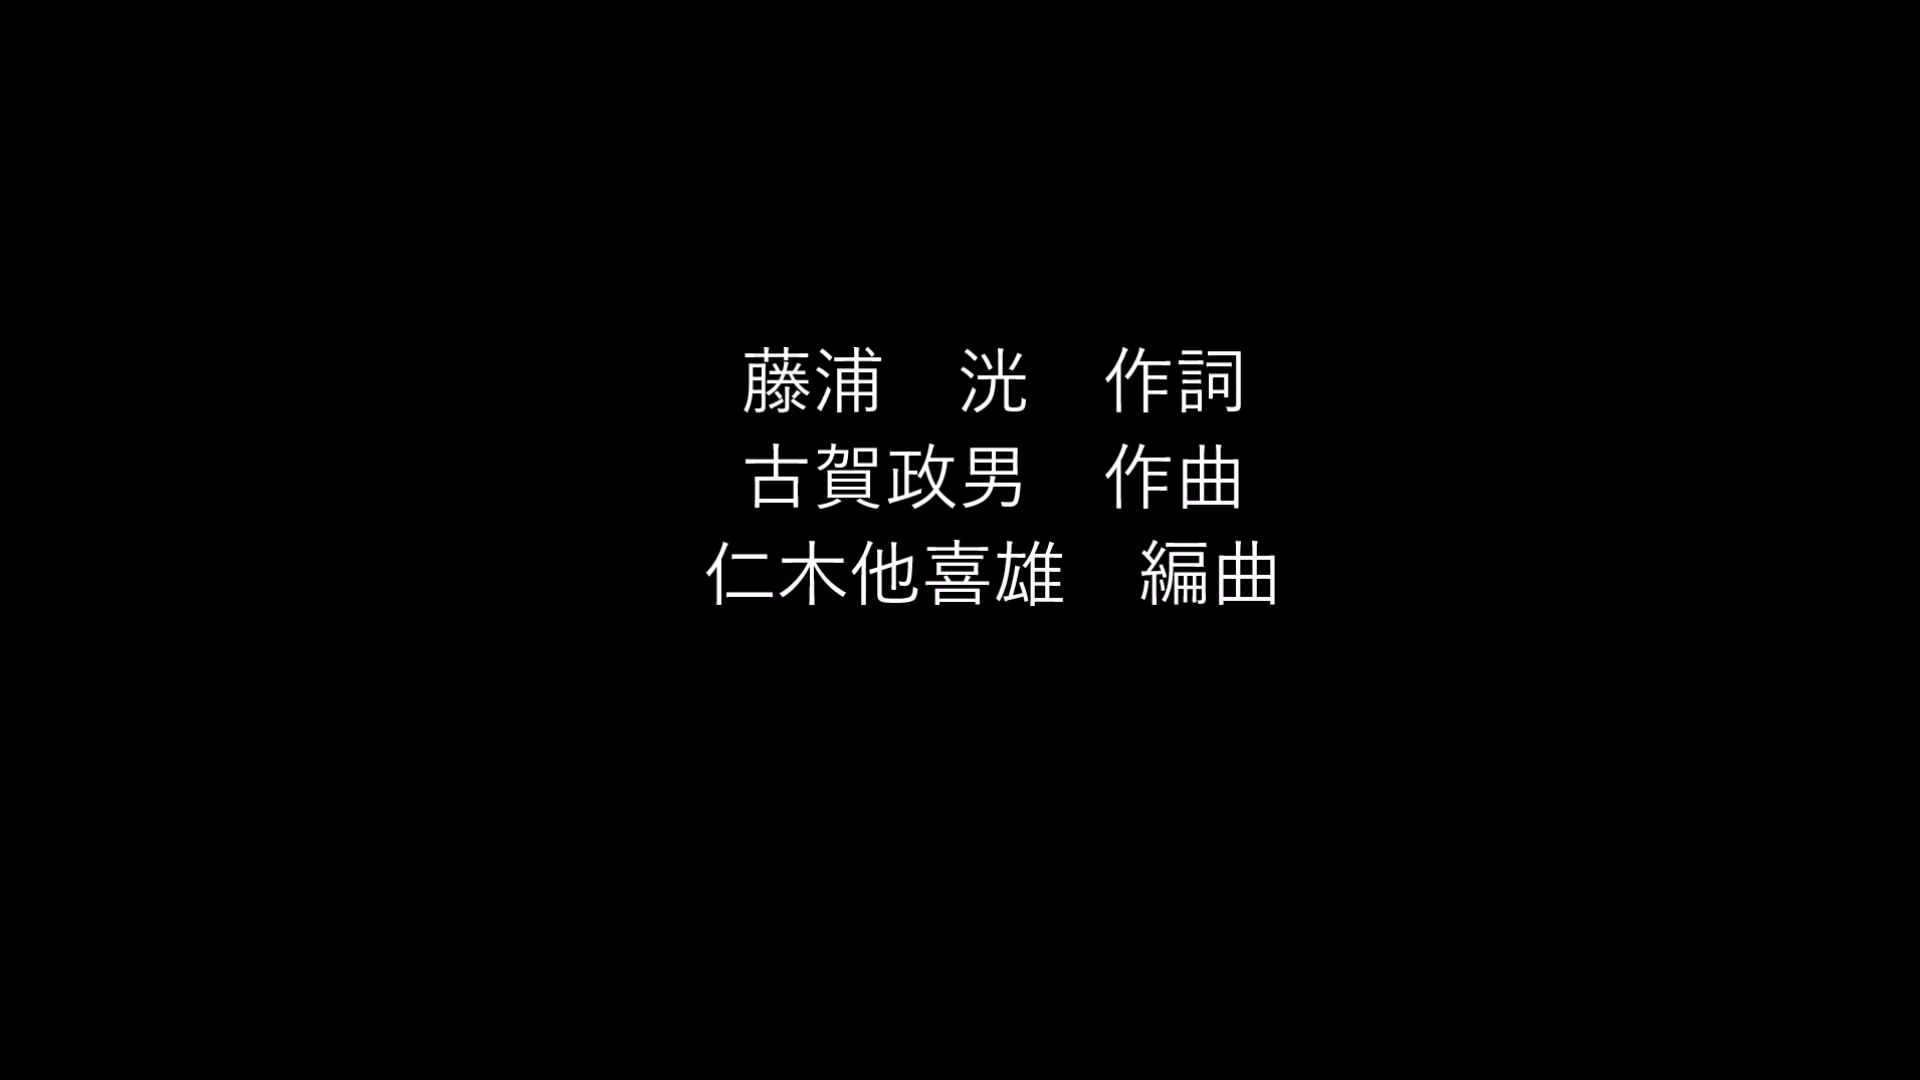 藤浦　洸　作詞
古賀政男　作曲
仁木他喜雄　編曲